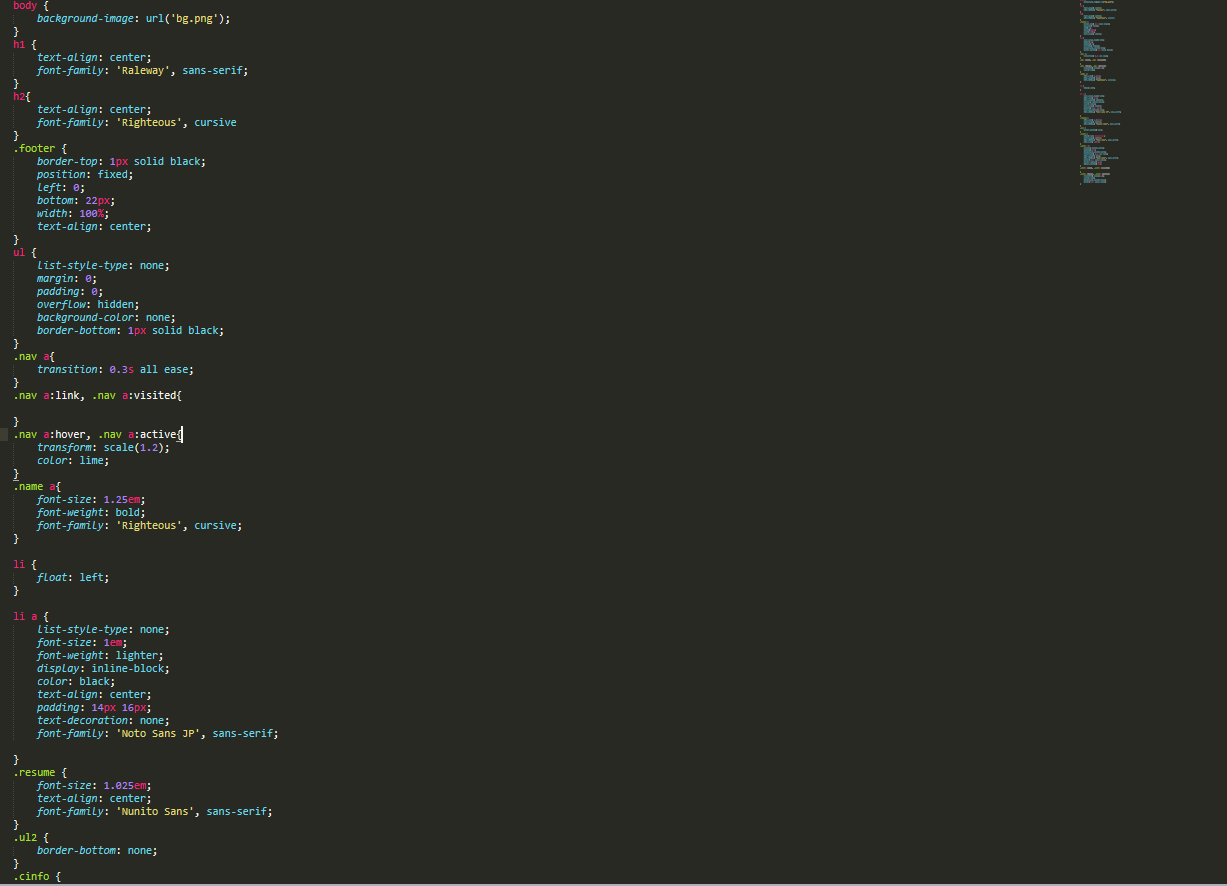 body {
    background-image: url('bg.png');
}
h1 {
    text-align: center;
    font-family: 'Raleway', sans-serif;
}
h2{
    text-align: center;
    font-family: 'Righteous', cursive
}
.footer {
    border-top: 1px solid black;
    position: fixed;
    left: 0;
    bottom: 22px;
    width: 100%;
    text-align: center;
}
ul {
    list-style-type: none;
    margin: 0;
    padding: 0;
    overflow: hidden;
    background-color: none;
    border-bottom: 1px solid black;
}
.nav a{
    transition: 0.3s all ease;
}
.nav a:link, .nav a:visited{

}
.nav a:hover, .nav a:active{
    transform: scale(1.2);
    color: lime;
}
.name a{
    font-size: 1.25em;
    font-weight: bold;
    font-family: 'Righteous', cursive;
}

li {
    float: left;
}

li a {
    list-style-type: none;
    font-size: 1em;
    font-weight: lighter;
    display: inline-block;
    color: black;
    text-align: center;
    padding: 14px 16px;
    text-decoration: none;
    font-family: 'Noto Sans JP', sans-serif;

}
.resume {
    font-size: 1.025em;
    text-align: center;
    font-family: 'Nunito Sans', sans-serif;
}
.ul2 {
    border-bottom: none;
}
.cinfo {